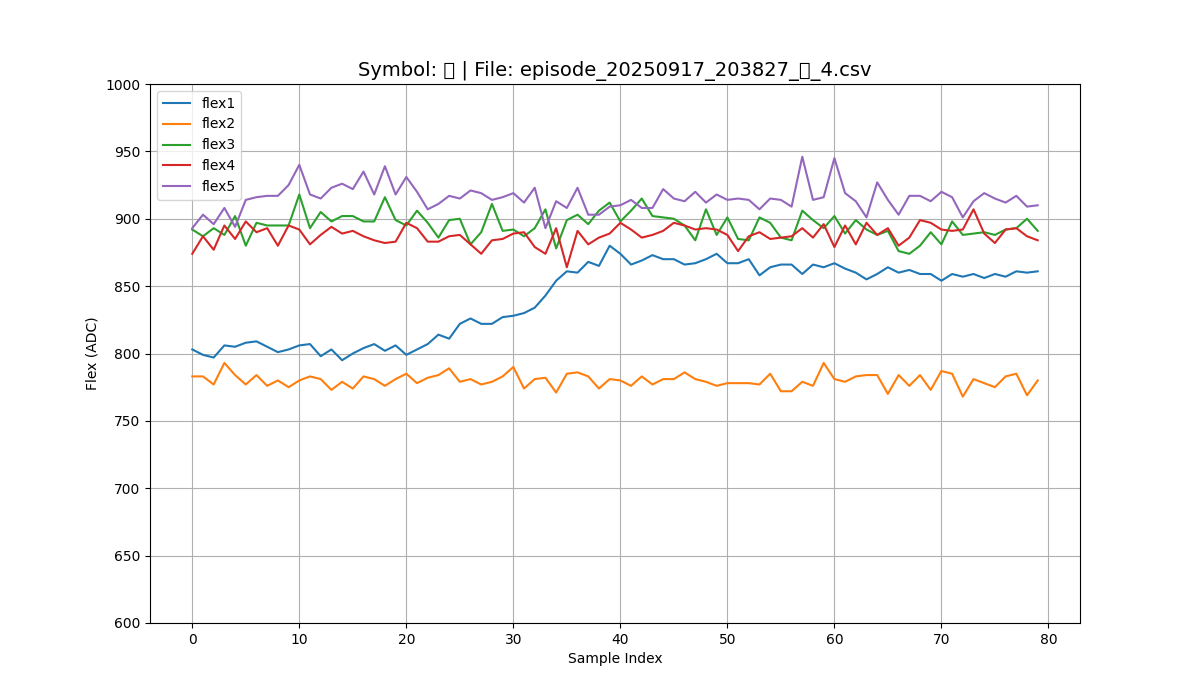 Symbol: ▯ | File: episode_20250917_203827_▯_4.csv
1000
950
900
850
800
750
700
650
600
flex1
flex2
flex3
flex4
flex5
Flex (ADC)
0 10 20 30 40 50 60 70 80
Sample Index